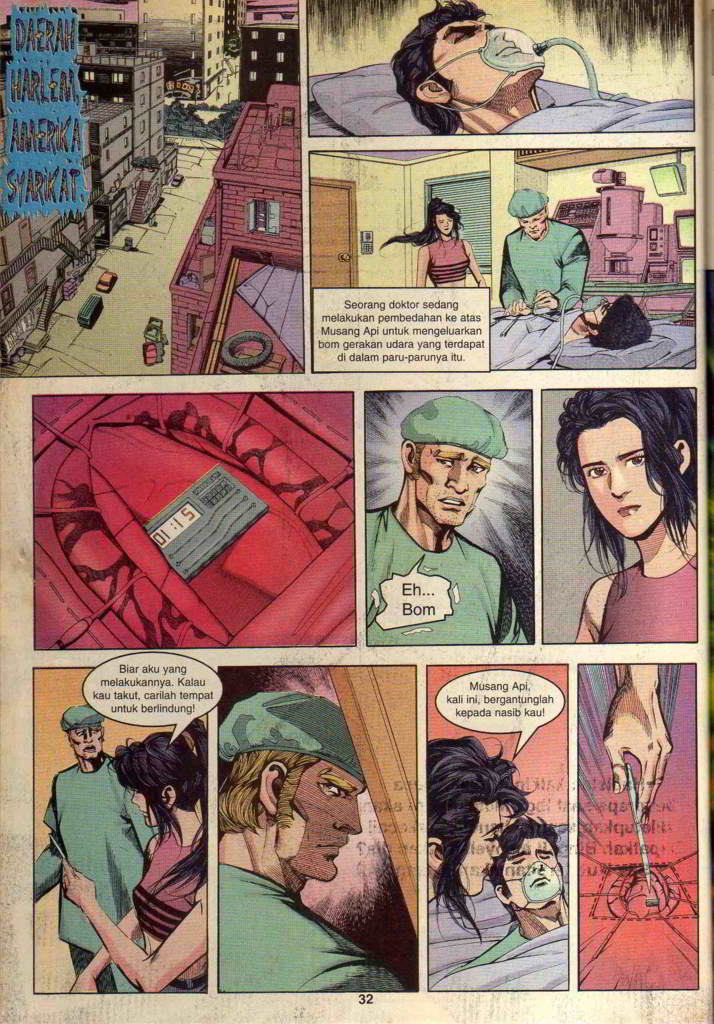 DAERAH
HARLEM,
AMERIKA
SYARIKAT.
Seorang doktor sedang
melakukan pembedahan ke atas
Musang Api untuk mengeluarkan
bom gerakan udara yang terdapat
di dalam paru-parunya itu.
01:15
Eh...
Bom
Biar aku yang
melakukannya. Kalau
kau takut, carilah tempat
untuk berlindung!
Musang Api,
kali ini, bergantunglah
kepada nasib kau!
32